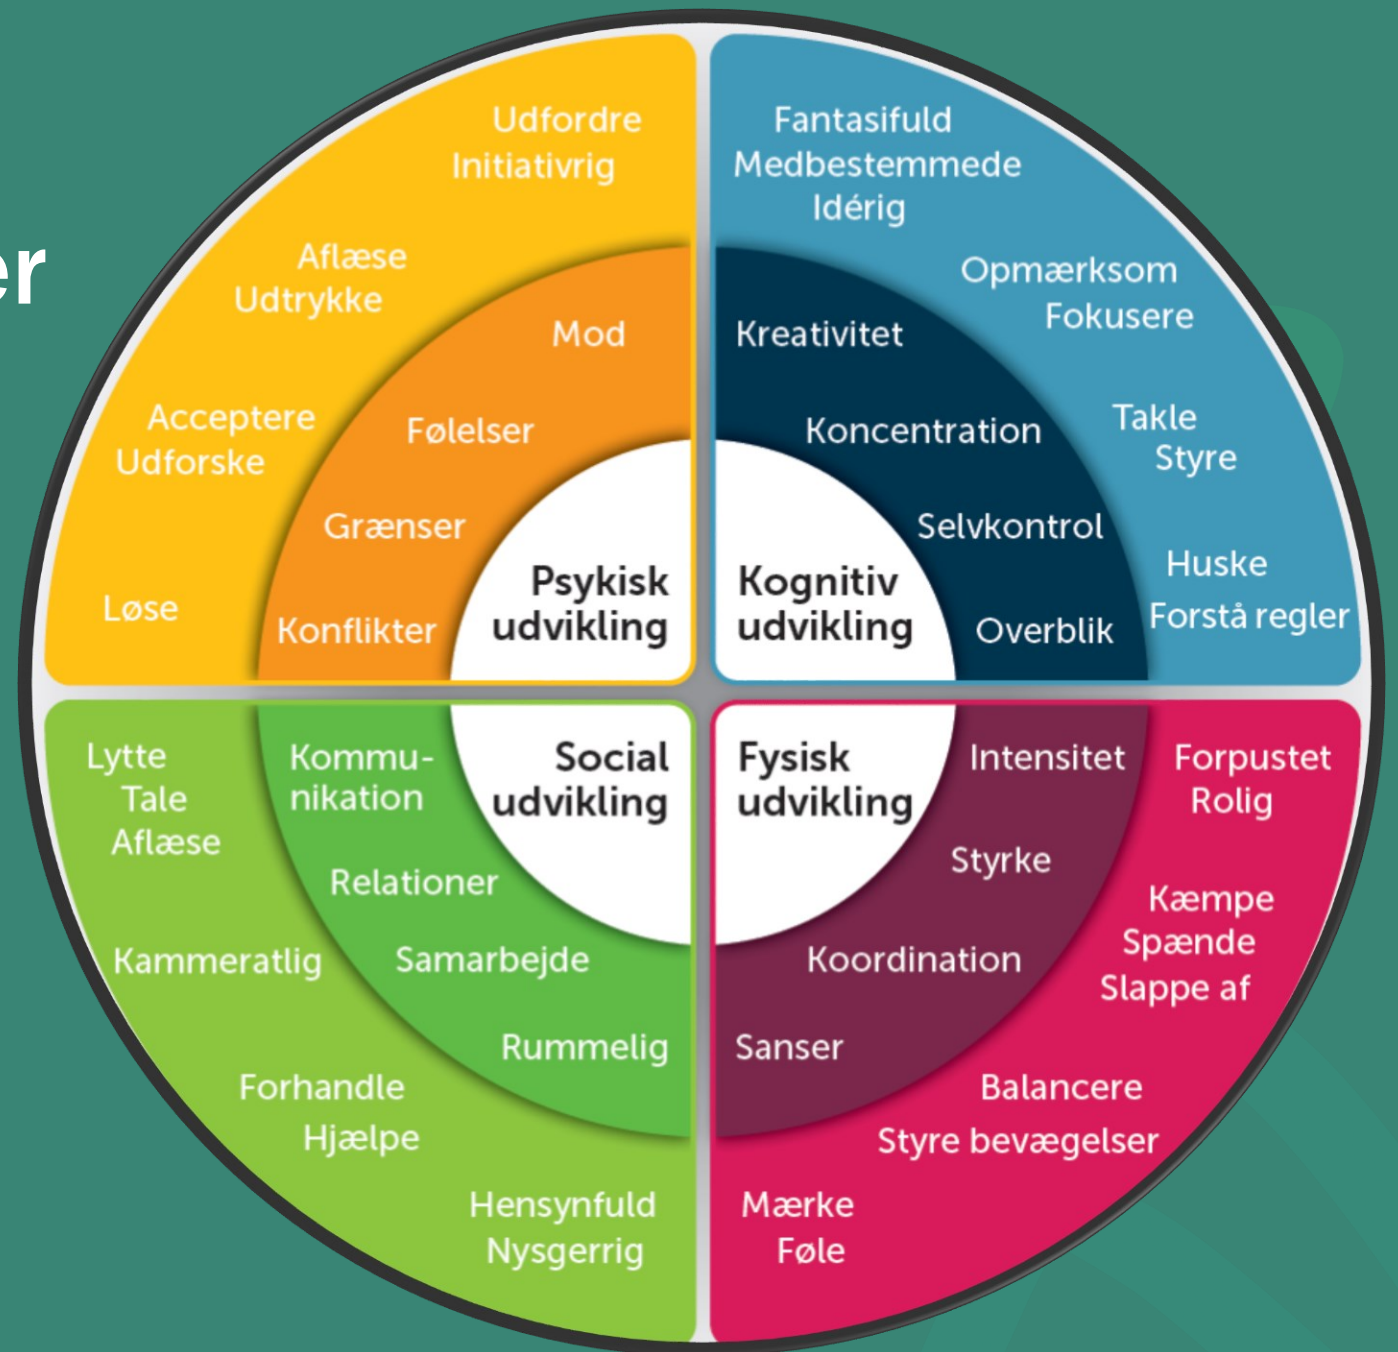 er
Udfordre
Initiativrig
Aflæse
Udtrykke
Acceptere
Udforske
Løse
Mod
Følelser
Grænser
Konflikter
Psykisk
udvikling
Fantasifuld
Medbestemmede
Idérig
Opmærksom
Fokusere
Takle
Styre
Huske
Forstå regler
Kreativitet
Koncentration
Selvkontrol
Overblik
Kognitiv
udvikling
Lytte
Tale
Aflæse
Kammeratlig
Forhandle
Hjælpe
Hensynfuld
Nysgerrig
Kommu-
nikation
Relationer
Samarbejde
Rummelig
Social
udvikling
Fysisk
udvikling
Intensitet
Styrke
Koordination
Sanser
Forpustet
Rolig
Kæmpe
Spænde
Slappe af
Balancere
Styre bevægelser
Mærke
Føle